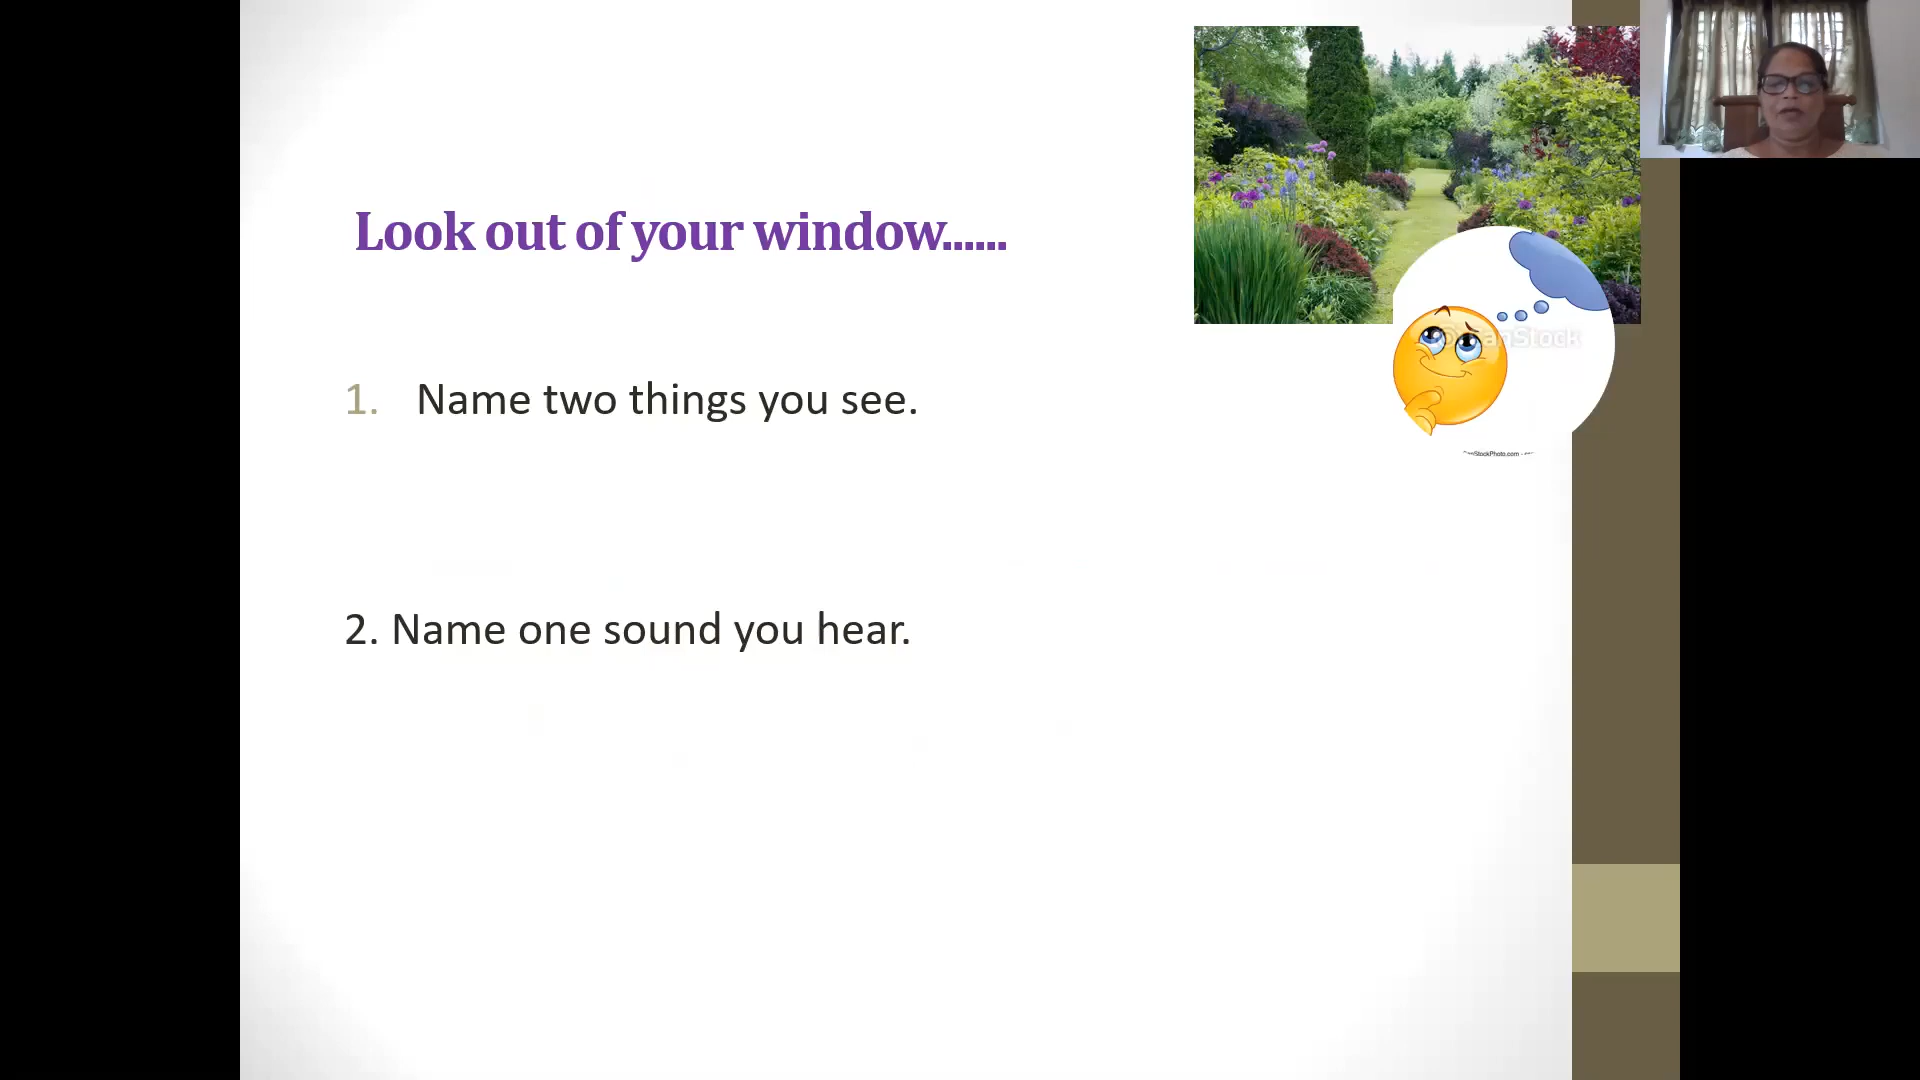 Look out of your window......
1. Name two things you see.
2. Name one sound you hear.